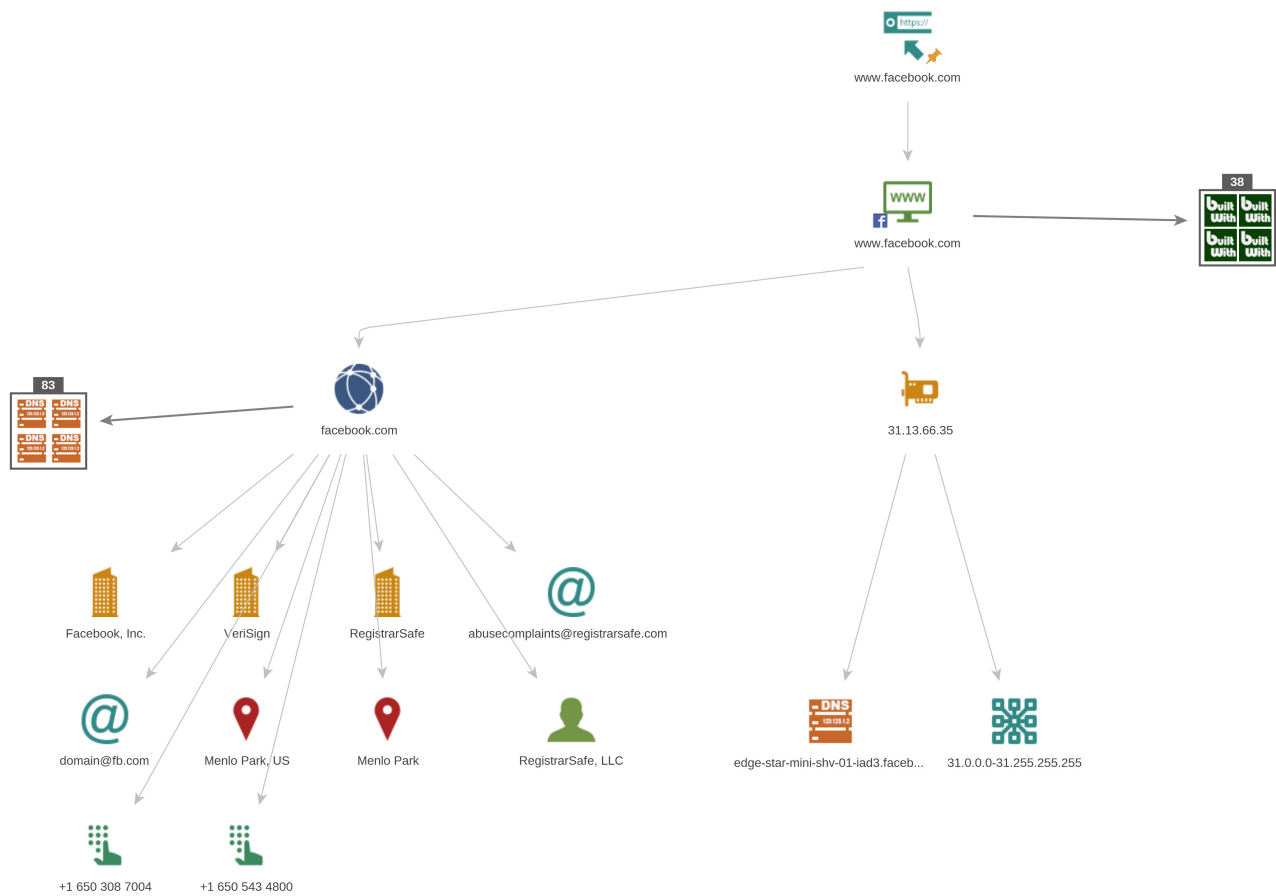 https://
www.facebook.com
38
www
built with built with
built with built with
www.facebook.com
83
DNS DNS
DNS DNS
facebook.com
31.13.66.35
Facebook, Inc.
VeriSign
RegistrarSafe
abusecomplaints@registrarsafe.com
DNS
domain@fb.com
Menlo Park, US
Menlo Park
RegistrarSafe, LLC
edge-star-mini-shv-01-iad3.faceb...
31.0.0.0-31.255.255.255
+1 650 308 7004
+1 650 543 4800